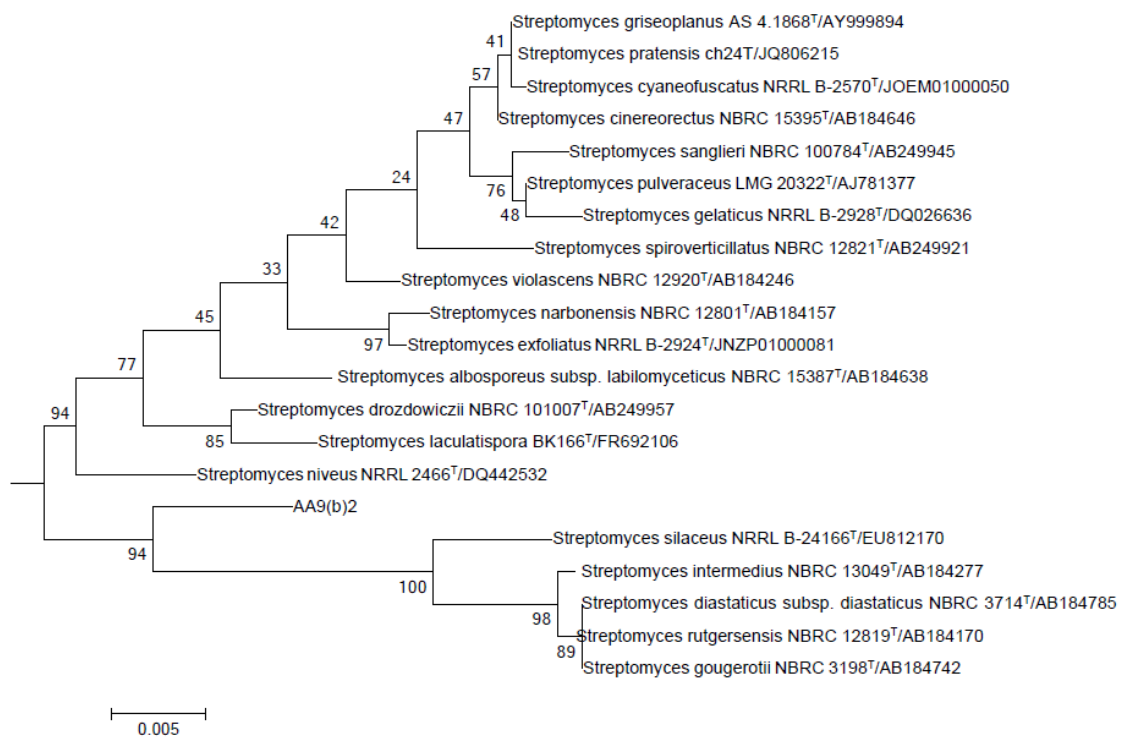 Streptomyces griseoplanus AS 4.1868ᵀ/AY999894
41
Streptomyces pratensis ch24T/JQ806215
57
Streptomyces cyaneofuscatus NRRL B-2570ᵀ/JOEM01000050
47
Streptomyces cinereorectus NBRC 15395ᵀ/AB184646
Streptomyces sanglieri NBRC 100784ᵀ/AB249945
24
76
Streptomyces pulveraceus LMG 20322ᵀ/AJ781377
48
Streptomyces gelaticus NRRL B-2928ᵀ/DQ026636
42
Streptomyces spiroverticillatus NBRC 12821ᵀ/AB249921
33
Streptomyces violascens NBRC 12920ᵀ/AB184246
45
Streptomyces narbonensis NBRC 12801ᵀ/AB184157
97
Streptomyces exfoliatus NRRL B-2924ᵀ/JNZP01000081
77
Streptomyces albosporeus subsp. labilomyceticus NBRC 15387ᵀ/AB184638
94
Streptomyces drozdowiczii NBRC 101007ᵀ/AB249957
85
Streptomyces laculatispora BK166ᵀ/FR692106
Streptomyces niveus NRRL 2466ᵀ/DQ442532
AA9(b)2
94
Streptomyces silaceus NRRL B-24166ᵀ/EU812170
100
Streptomyces intermedius NBRC 13049ᵀ/AB184277
98
Streptomyces diastaticus subsp. diastaticus NBRC 3714ᵀ/AB184785
Streptomyces rutgersensis NBRC 12819ᵀ/AB184170
89
Streptomyces gougerotii NBRC 3198ᵀ/AB184742
0.005